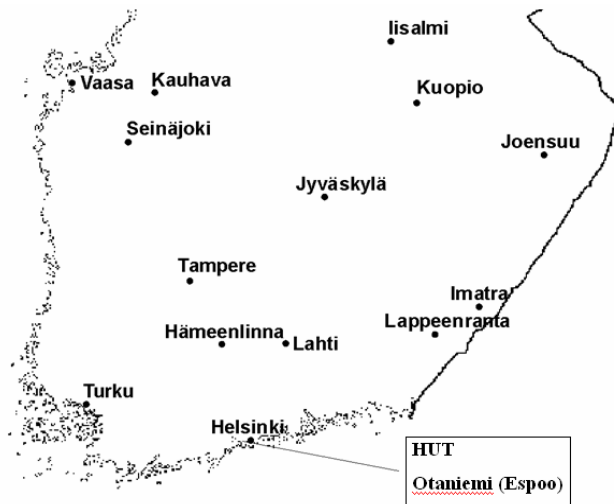 Iisalmi
Vaasa
Kauhava
Kuopio
Seinäjoki
Joensuu
Jyväskylä
Tampere
Imatra
Lappeenranta
Hämeenlinna
Lahti
Turku
Helsinki
HUT
Otaniemi (Espoo)